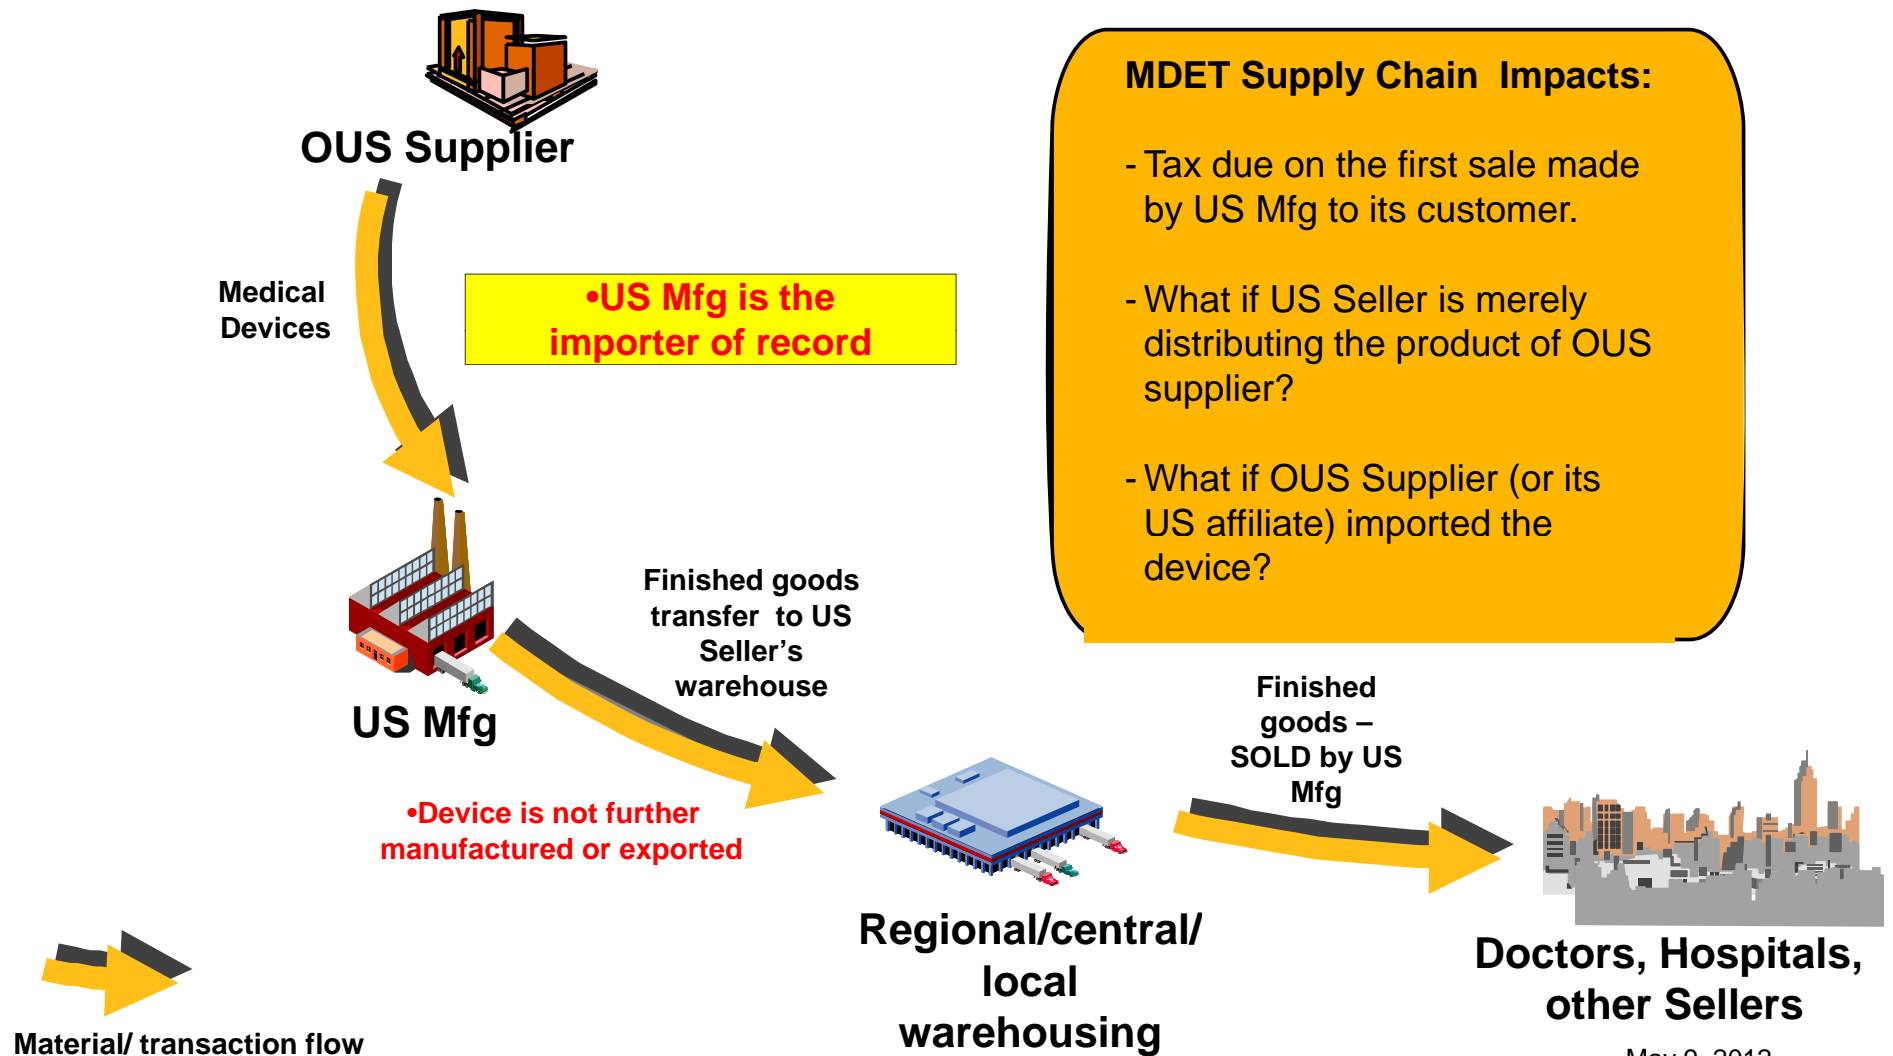 OUS Supplier
MDET Supply Chain  Impacts:
- Tax due on the first sale made
by US Mfg to its customer.
- What if US Seller is merely
distributing the product of OUS
supplier?
- What if OUS Supplier (or its
US affiliate) imported the
device?
Medical
Devices
•US Mfg is the
importer of record
Finished goods
transfer  to US
Seller’s
warehouse
US Mfg
•Device is not further
manufactured or exported
Finished
goods –
SOLD by US
Mfg
Regional/central/
local
warehousing
Doctors, Hospitals,
other Sellers
Material/ transaction flow
May 9, 2012